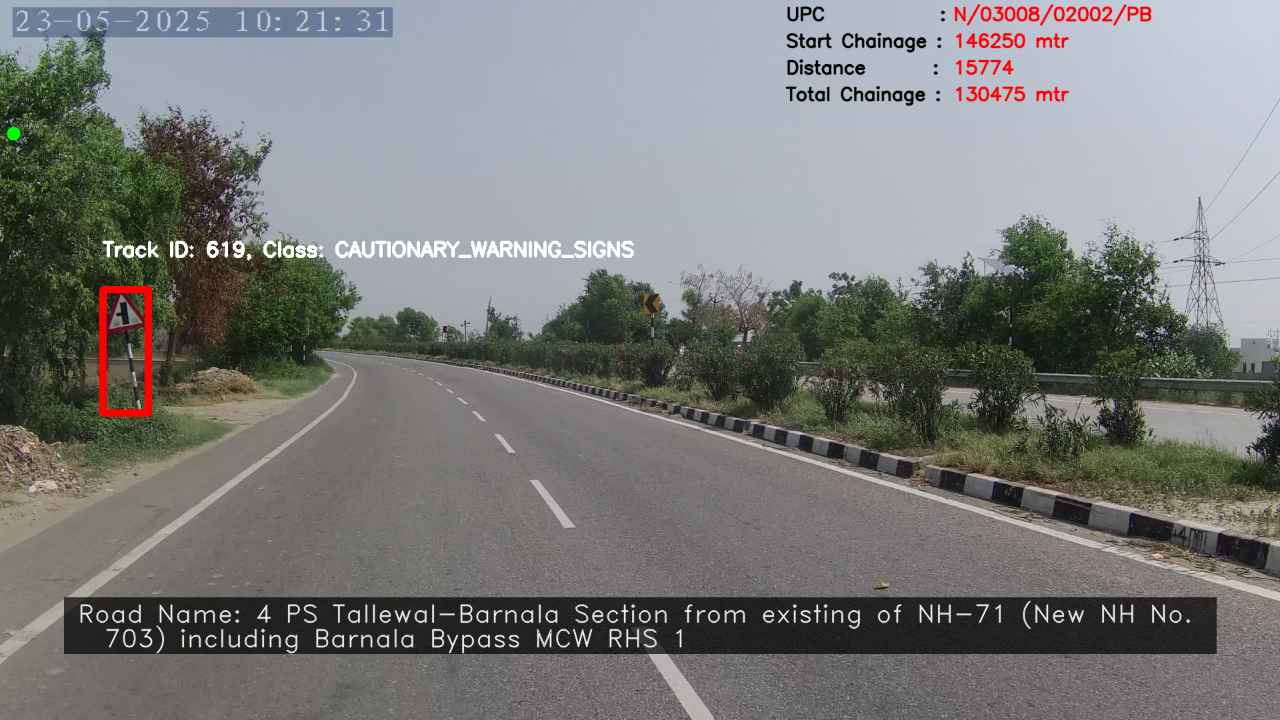 23-05-2025 10:21:31
UPC : N/03008/02002/PB
Start Chainage : 146250 mtr
Distance : 15774
Total Chainage : 130475 mtr
Track ID: 619, Class: CAUTIONARY_WARNING_SIGNS
Road Name: 4 PS Tallewal-Barnala Section from existing of NH-71 (New NH No.
703) including Barnala Bypass MCW RHS 1